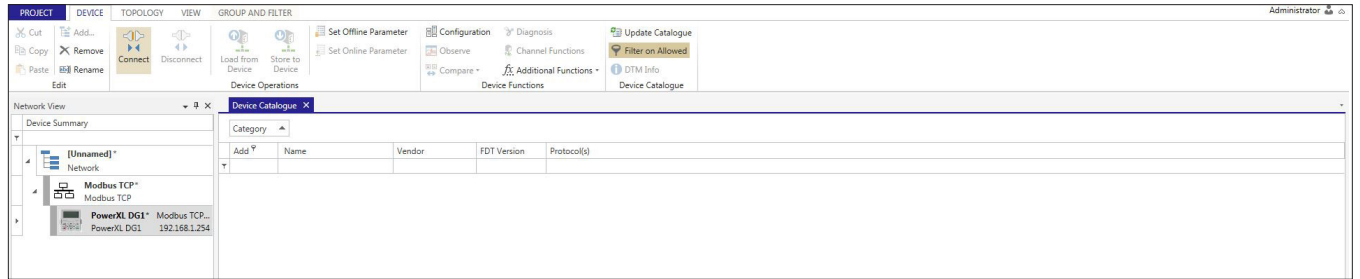 PROJECT DEVICE TOPOLOGY VIEW GROUP AND FILTER Administrator
Cut Add... Set Offline Parameter Configuration Diagnosis Update Catalogue
Copy Remove Connect Disconnect Load from Device Store to Device Set Online Parameter Observe Channel Functions Filter on Allowed
Paste Rename Compare fx Additional Functions DTM Info
Edit Device Operations Device Functions Device Catalogue
Network View Device Catalogue
Device Summary Category
Add Name Vendor FDT Version Protocol(s)
[Unnamed]*
Network
Modbus TCP*
Modbus TCP
PowerXL DG1* Modbus TCP...
PowerXL DG1 192.168.1.254